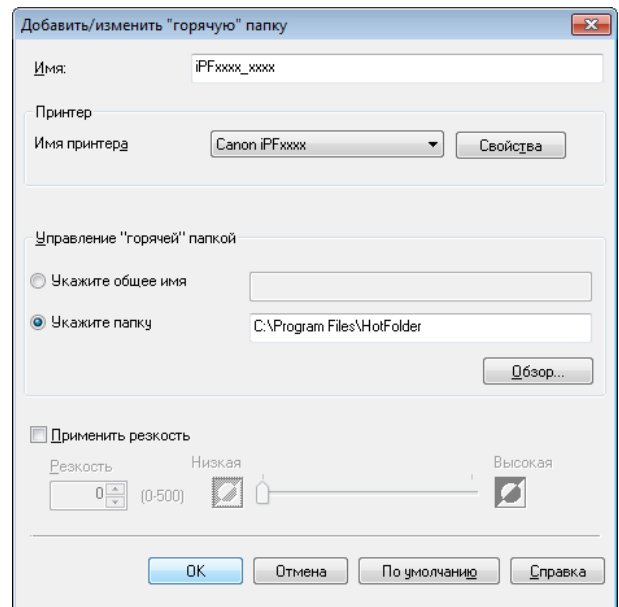 Добавить/изменить "горячую" папку
Имя: iPFxxxx_xxxx
Принтер
Имя принтера Canon iPFxxxx Свойства
Управление "горячей" папкой
Укажите общее имя
Укажите папку C:\Program Files\HotFolder
Обзор...
Применить резкость
Резкость Низкая Высокая
0 (0-500)
OK Отмена По умолчанию Справка